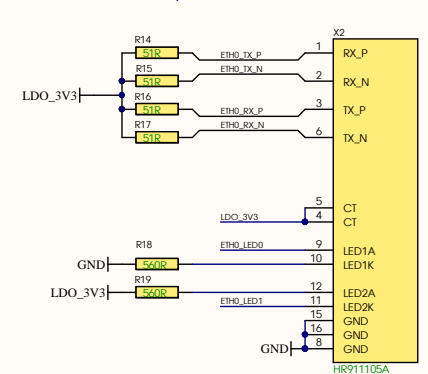 X2
R14
51R
ETH0_TX_P
1
RX_P
R15
51R
ETH0_TX_N
2
RX_N
LDO_3V3
R16
51R
ETH0_RX_P
3
TX_P
R17
51R
ETH0_RX_N
6
TX_N
5
CT
LDO_3V3
4
CT
R18
ETH0_LED0
9
LED1A
GND
560R
10
LED1K
R19
LDO_3V3
560R
12
LED2A
ETH0_LED1
11
LED2K
15
GND
16
GND
GND
8
GND
HR911105A